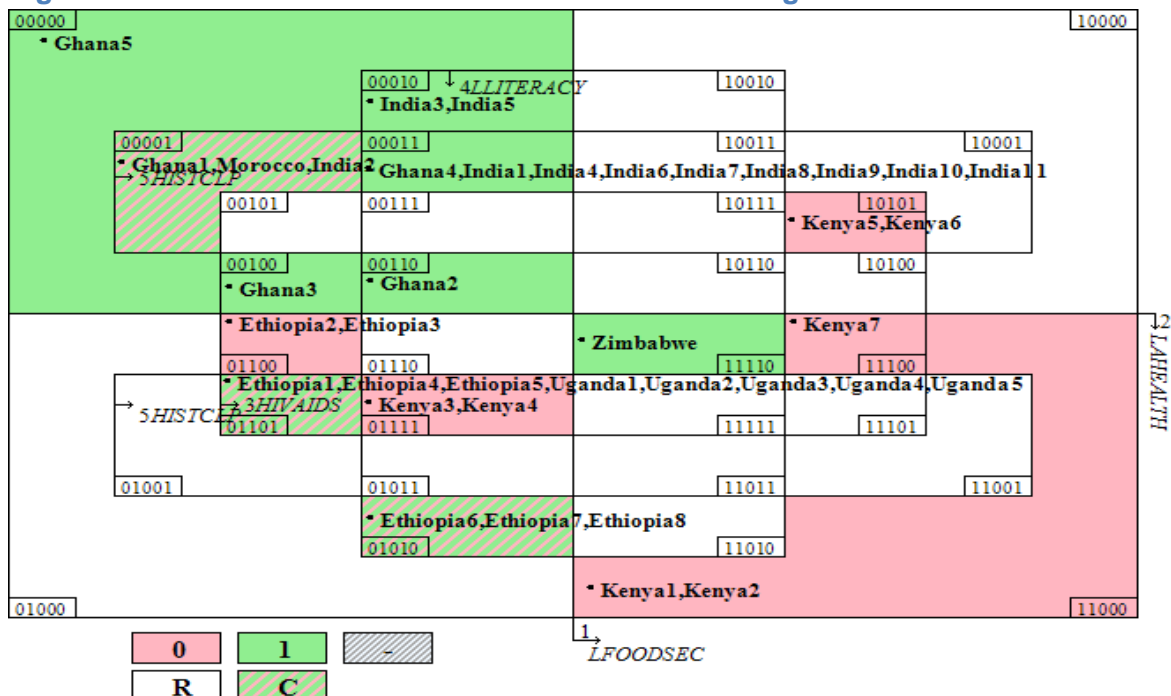 00000
10000
Ghana5
00010
4LLITERACY
10010
India3,India5
00001
00011
10011
10001
Ghana1,Morocco,India2
Ghana4,India1,India4,India6,India7,India8,India9,India10,India11
5HISTCLP
00101
00111
10111
10101
Kenya5,Kenya6
00100
00110
10110
10100
Ghana3
Ghana2
Ethiopia2,Ethiopia3
Kenya7
2
LAHEALTH
Zimbabwe
01100
01110
11110
11100
Ethiopia1,Ethiopia4,Ethiopia5,Uganda1,Uganda2,Uganda3,Uganda4,Uganda5
5HISTCLP
3HIVAIDS
Kenya3,Kenya4
01101
01111
11111
11101
01001
01011
11011
11001
Ethiopia6,Ethiopia7,Ethiopia8
01010
11010
Kenya1,Kenya2
01000
11000
1
LFOODSEC
0
1
-
R
C